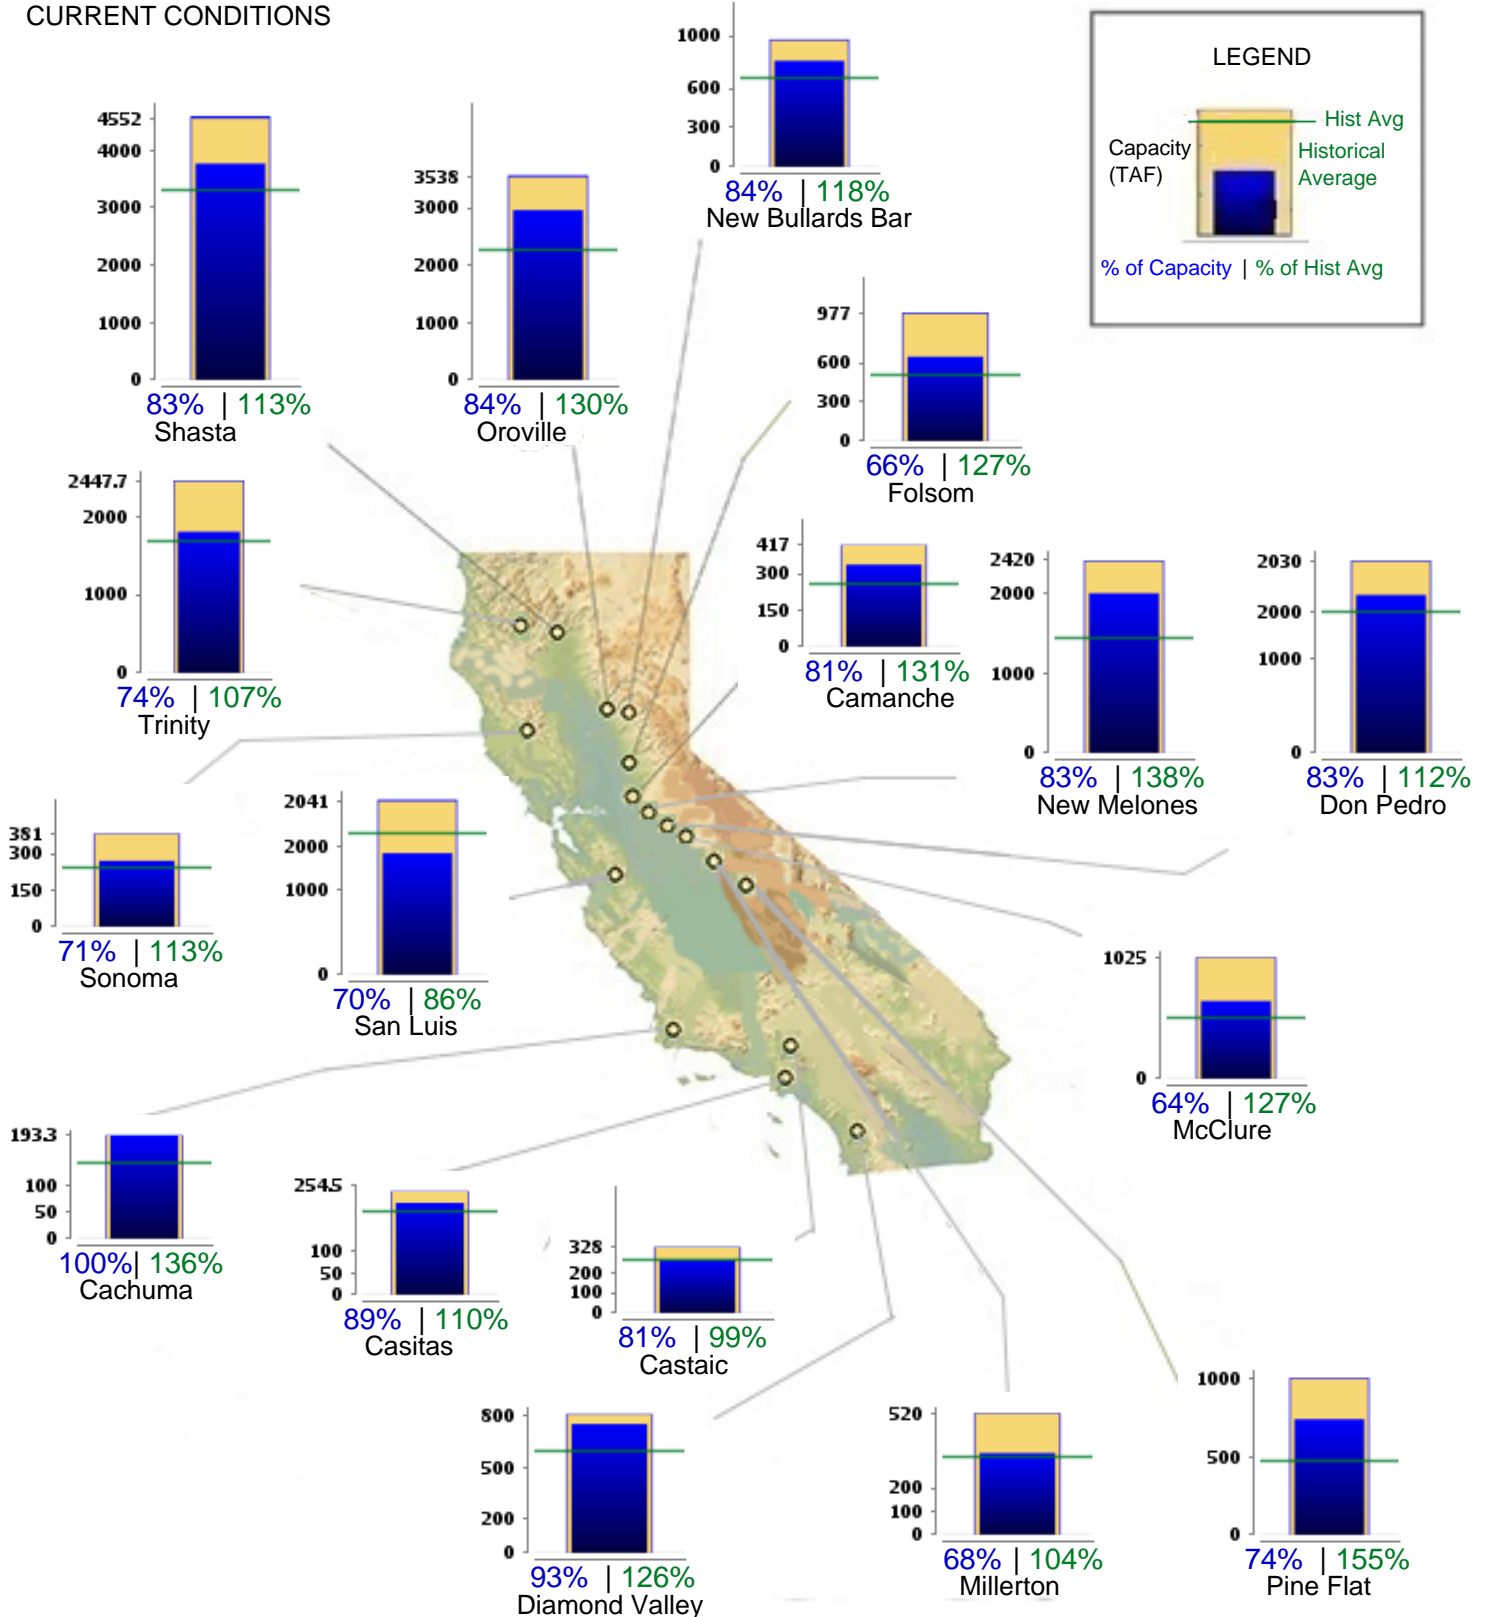 CURRENT CONDITIONS
1000
600
300
0
84% | 118%
New Bullards Bar
LEGEND
Hist Avg
Capacity
(TAF)
Historical
Average
% of Capacity | % of Hist Avg
4552
4000
3000
2000
1000
0
83% | 113%
Shasta
3538
3000
2000
1000
0
84% | 130%
Oroville
977
600
300
0
66% | 127%
Folsom
2447.7
2000
1000
0
74% | 107%
Trinity
417
300
150
0
81% | 131%
Camanche
2420
2000
1000
0
83% | 138%
New Melones
2030
2000
1000
0
83% | 112%
Don Pedro
381
300
150
0
71% | 113%
Sonoma
2041
2000
1000
0
70% | 86%
San Luis
1025
0
64% | 127%
McClure
193.3
100
50
0
100% | 136%
Cachuma
254.5
100
50
0
89% | 110%
Casitas
328
200
100
0
81% | 99%
Castaic
800
500
200
0
93% | 126%
Diamond Valley
520
200
100
0
68% | 104%
Millerton
1000
500
0
74% | 155%
Pine Flat